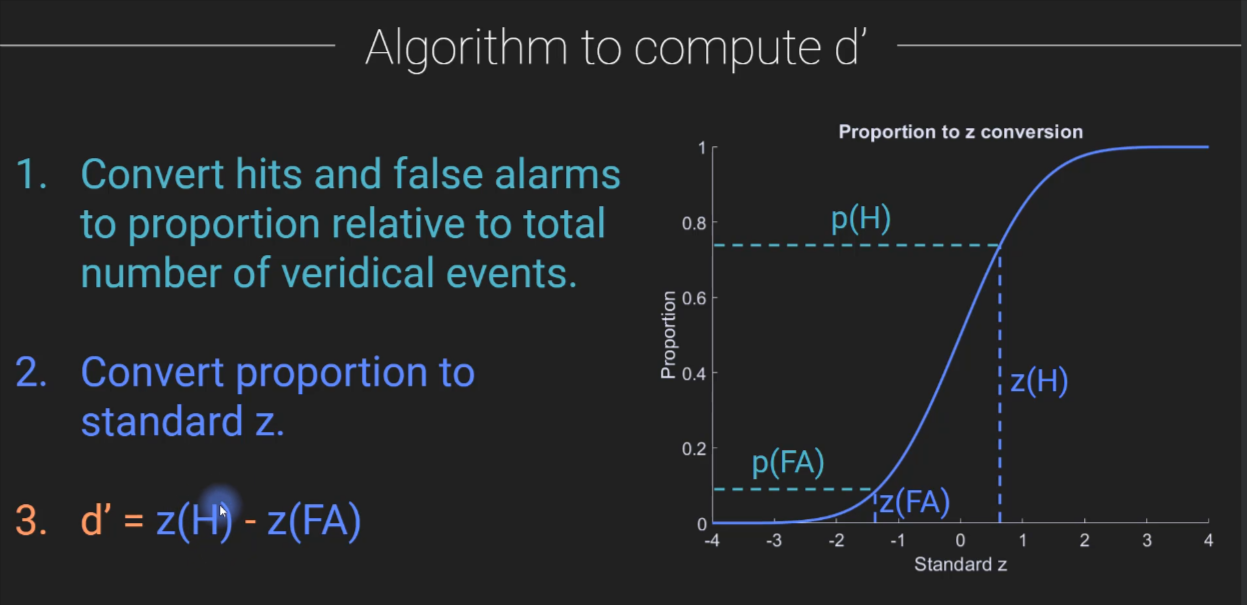 Algorithm to compute d’
1. Convert hits and false alarms
to proportion relative to total
number of veridical events.
2. Convert proportion to
standard z.
3. d’ = z(H) - z(FA)
Proportion to z conversion
1
0.8
0.6
0.4
0.2
0
Proportion
p(H)
z(H)
p(FA)
z(FA)
-4 -3 -2 -1 0 1 2 3 4
Standard z